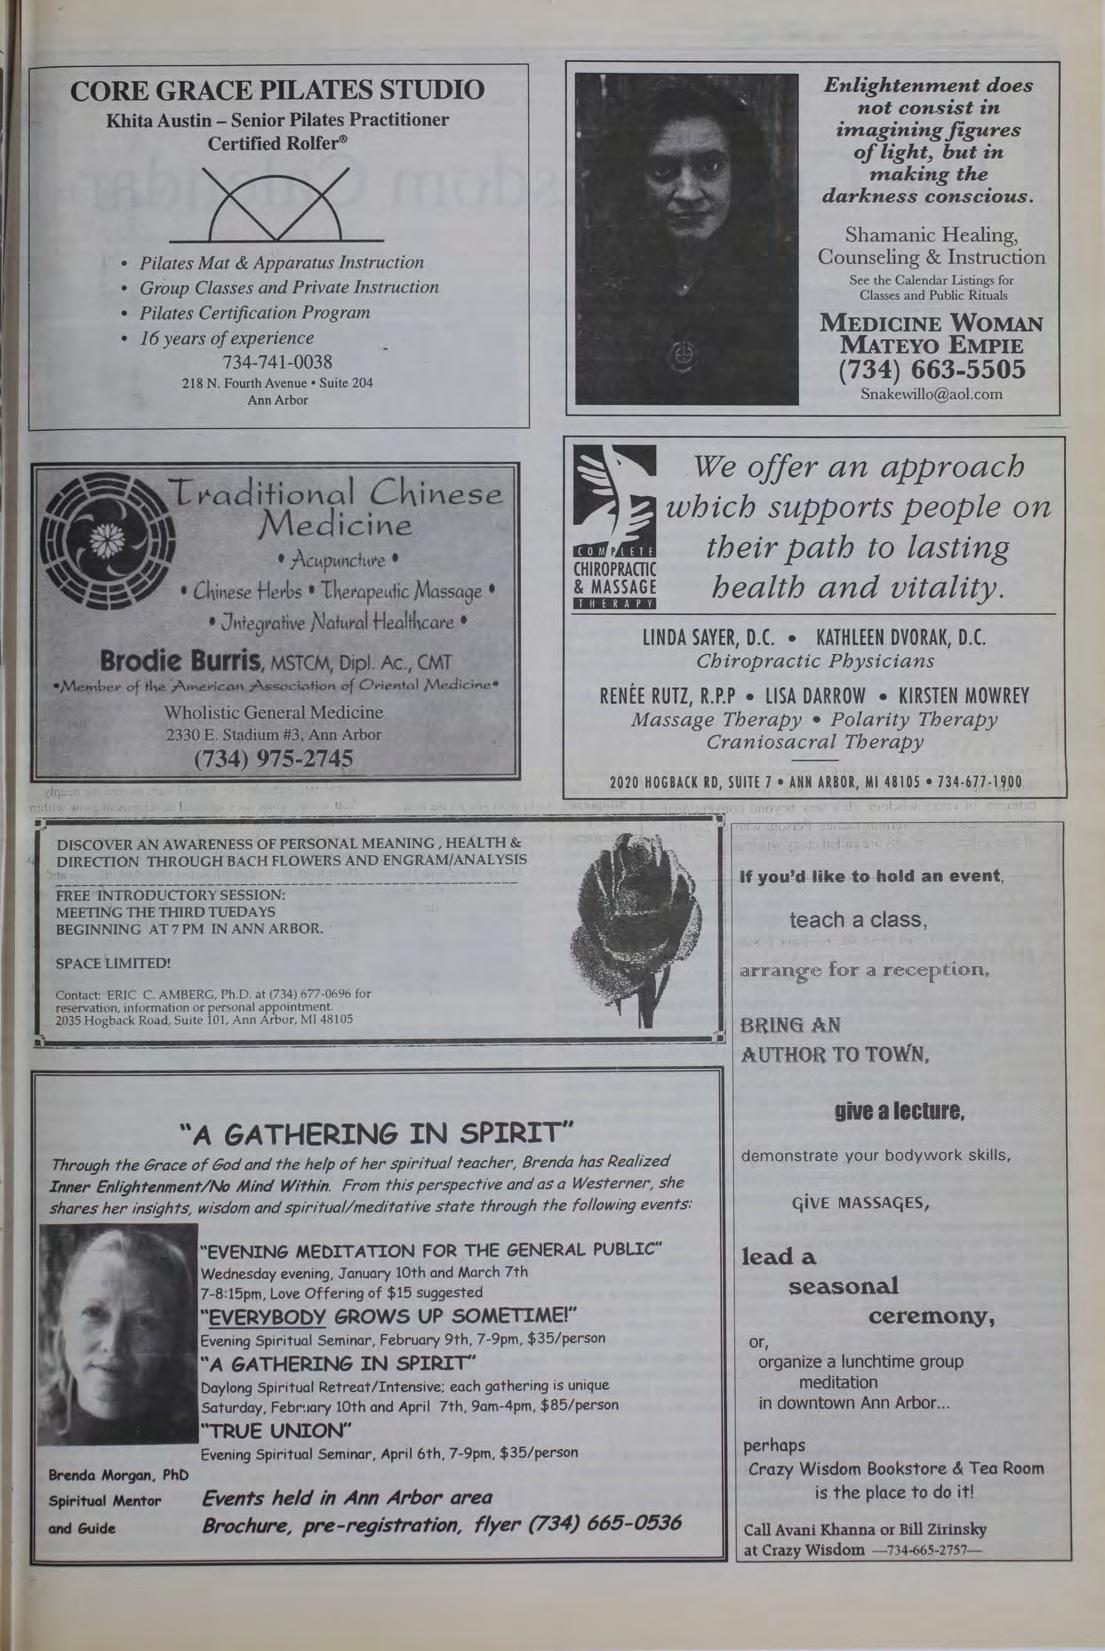 CORE GRACE PILATES STUDIO
Khita Austin – Senior Pilates Practitioner
Certified Rolfer®
• Pilates Mat & Apparatus Instruction
• Group Classes and Private Instruction
• Pilates Certification Program
• 16 years of experience
734-741-0038
218 N. Fourth Avenue • Suite 204
Ann Arbor
Enlightenment does
not consist in
imagining figures
of light, but in
making the
darkness conscious.
Shamanic Healing,
Counseling & Instruction
See the Calendar Listings for
Classes and Public Rituals
MEDICINE WOMAN
MATEYO EMPIE
(734) 663-5505
Snakewillo@aol.com
Traditional Chinese
Medicine
• Acupuncture •
• Chinese Herbs • Therapeutic Massage •
• Integrative Natural Healthcare •
Brodie Burris, MSTCM, Dipl. Ac., CMT
•Member of the American Association of Oriental Medicine•
Wholistic General Medicine
2330 E. Stadium #3, Ann Arbor
(734) 975-2745
COMPLETE
CHIROPRACTIC
& MASSAGE
THERAPY
We offer an approach
which supports people on
their path to lasting
health and vitality.
LINDA SAYER, D.C. • KATHLEEN DVORAK, D.C.
Chiropractic Physicians
RENÉE RUTZ, R.P.P • LISA DARROW • KIRSTEN MOWREY
Massage Therapy • Polarity Therapy
Craniosacral Therapy
2020 HOGBACK RD, SUITE 7 • ANN ARBOR, MI 48105 • 734-677-1900
DISCOVER AN AWARENESS OF PERSONAL MEANING , HEALTH &
DIRECTION THROUGH BACH FLOWERS AND ENGRAM/ANALYSIS
FREE INTRODUCTORY SESSION:
MEETING THE THIRD TUEDAYS
BEGINNING AT 7 PM IN ANN ARBOR.
SPACE LIMITED!
Contact: ERIC C. AMBERG, Ph.D. at (734) 677-0696 for
reservation, information or personal appointment.
2035 Hogback Road, Suite 101, Ann Arbor, MI 48105
"A GATHERING IN SPIRIT"
Through the Grace of God and the help of her spiritual teacher, Brenda has Realized
Inner Enlightenment/No Mind Within. From this perspective and as a Westerner, she
shares her insights, wisdom and spiritual/meditative state through the following events:
"EVENING MEDITATION FOR THE GENERAL PUBLIC"
Wednesday evening, January 10th and March 7th
7-8:15pm, Love Offering of $15 suggested
"EVERYBODY GROWS UP SOMETIME!"
Evening Spiritual Seminar, February 9th, 7-9pm, $35/person
"A GATHERING IN SPIRIT"
Daylong Spiritual Retreat/Intensive; each gathering is unique
Saturday, February 10th and April 7th, 9am-4pm, $85/person
"TRUE UNION"
Evening Spiritual Seminar, April 6th, 7-9pm, $35/person
Brenda Morgan, PhD
Spiritual Mentor
and Guide
Events held in Ann Arbor area
Brochure, pre-registration, flyer (734) 665-0536
If you'd like to hold an event,
teach a class,
arrange for a reception,
BRING AN
AUTHOR TO TOWN,
give a lecture,
demonstrate your bodywork skills,
GIVE MASSAGES,
lead a
seasonal
ceremony,
or,
organize a lunchtime group
meditation
in downtown Ann Arbor...
perhaps
Crazy Wisdom Bookstore & Tea Room
is the place to do it!
Call Avani Khanna or Bill Zirinsky
at Crazy Wisdom —734-665-2757—